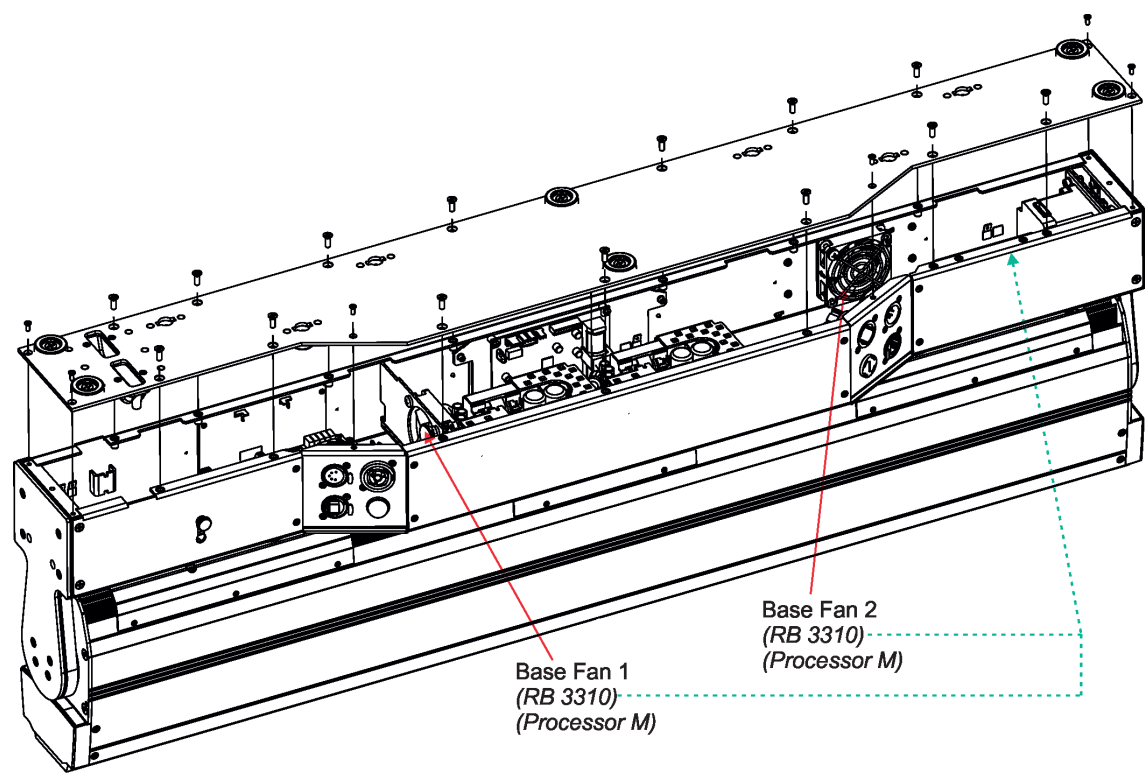 Base Fan 2
(RB 3310)
(Processor M)
Base Fan 1
(RB 3310)
(Processor M)